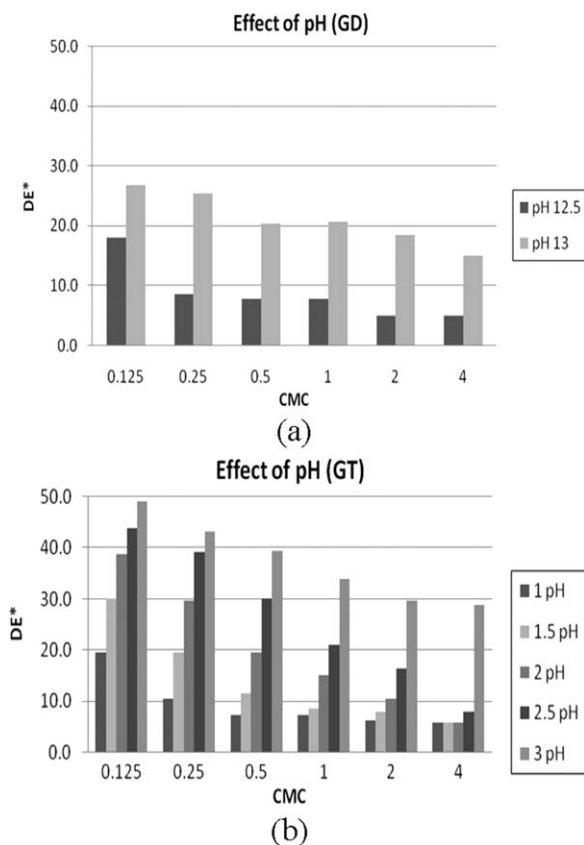 Effect of pH (GD)
50.0
40.0
30.0
20.0
10.0
0.0
DE*
0.125 0.25 0.5 1 2 4
CMC
pH 12.5
pH 13
(a)
Effect of pH (GT)
50.0
40.0
30.0
20.0
10.0
0.0
DE*
0.125 0.25 0.5 1 2 4
CMC
1 pH
1.5 pH
2 pH
2.5 pH
3 pH
(b)